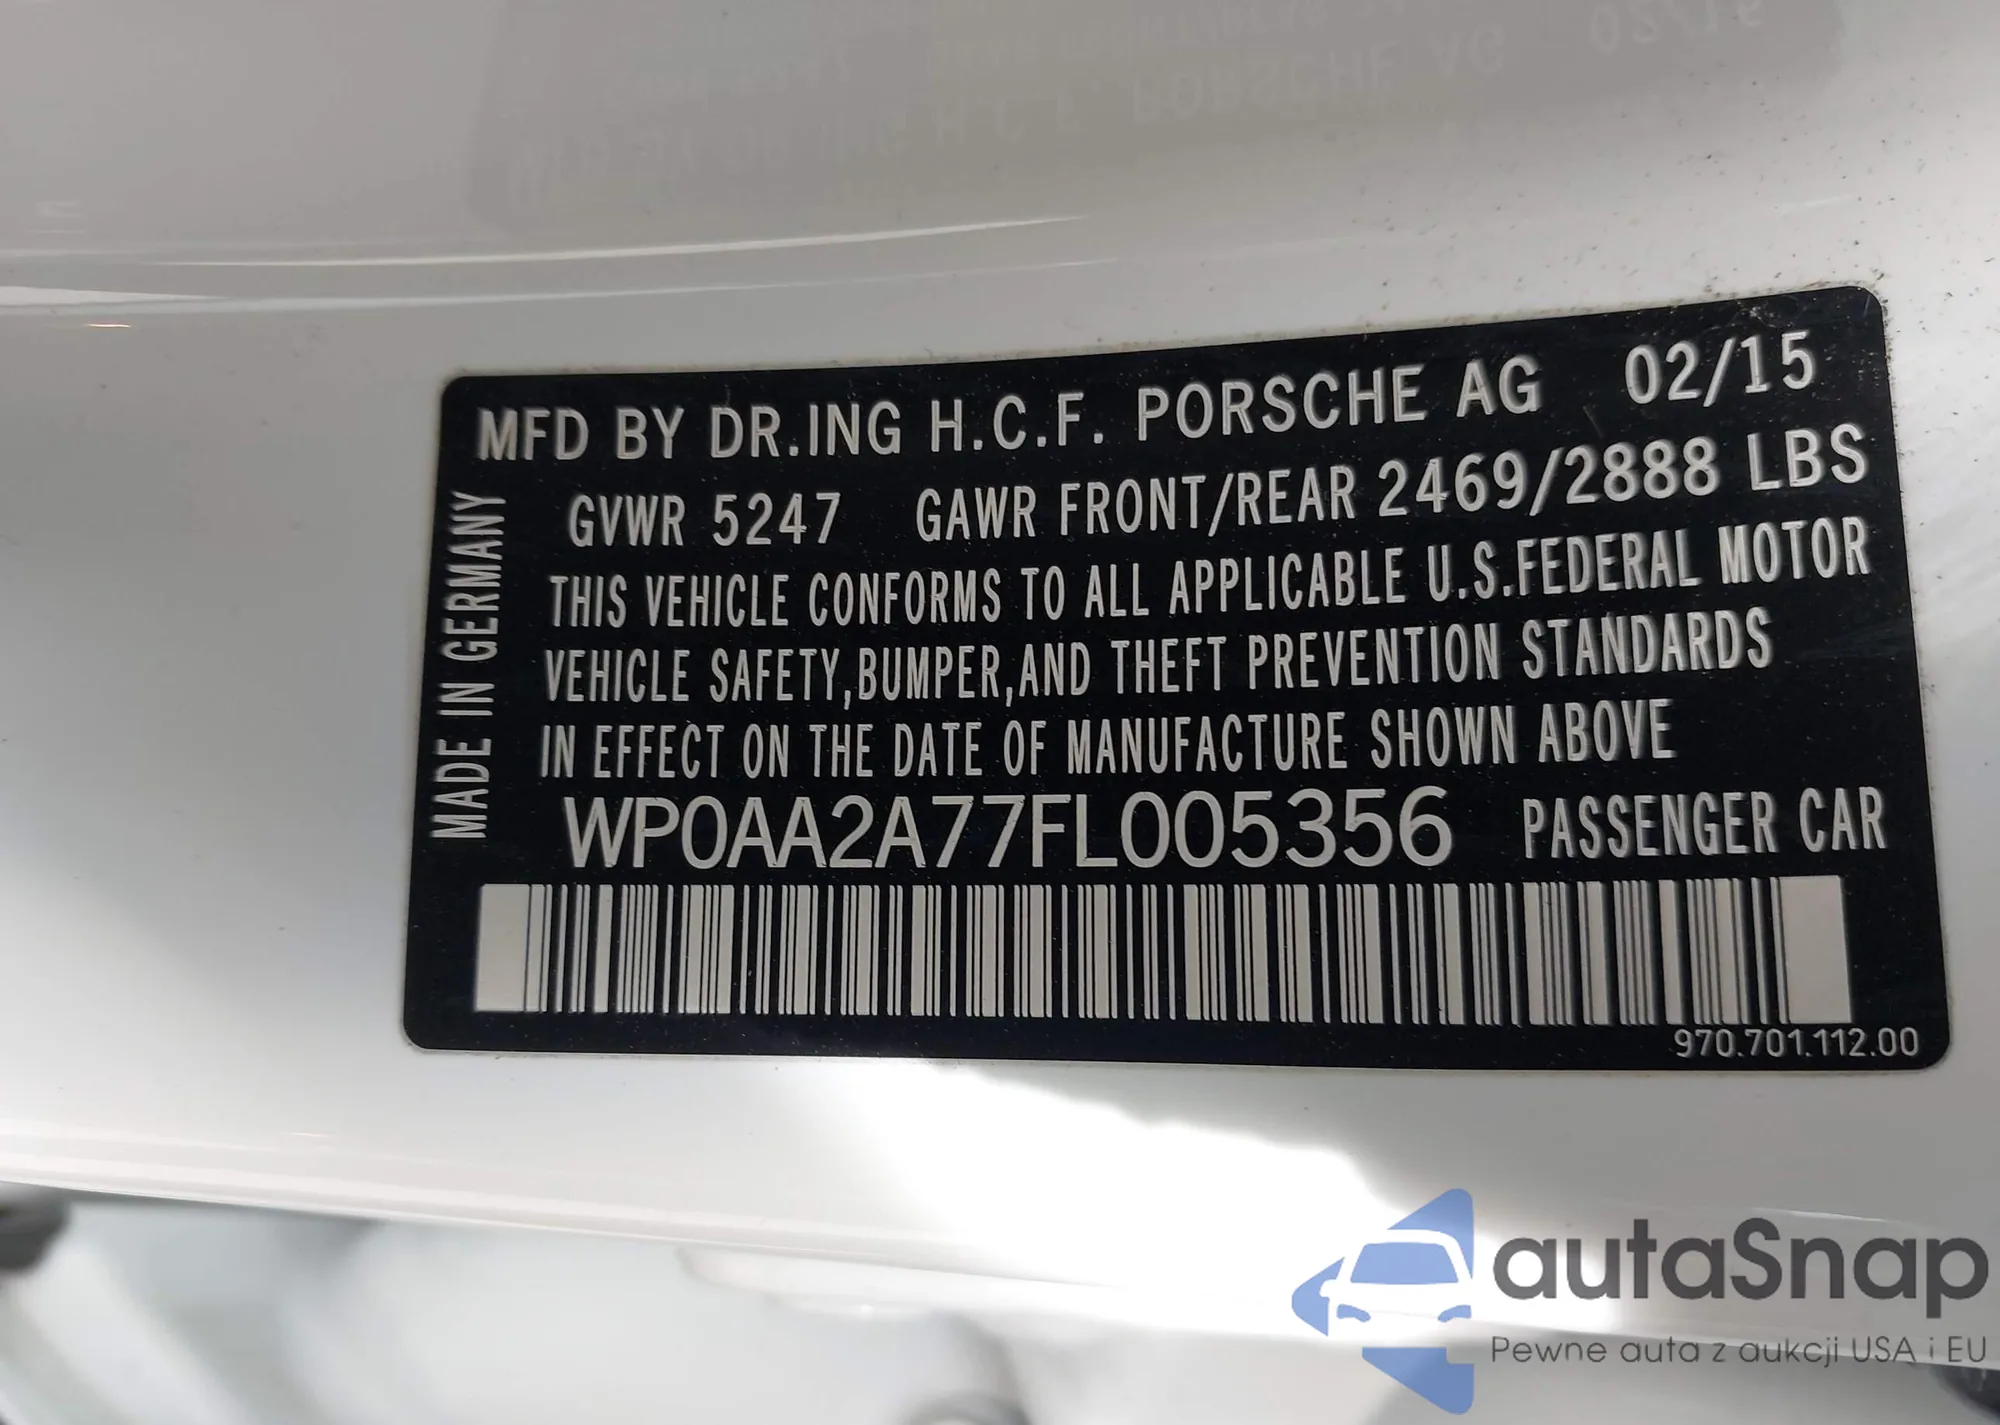 MFD BY DR.ING H.C.F. PORSCHE AG 02/15
GVWR 5247 GAWR FRONT/REAR 2469/2888 LBS
THIS VEHICLE CONFORMS TO ALL APPLICABLE U.S.FEDERAL MOTOR
VEHICLE SAFETY,BUMPER,AND THEFT PREVENTION STANDARDS
IN EFFECT ON THE DATE OF MANUFACTURE SHOWN ABOVE
WP0AA2A77FL005356 PASSENGER CAR
MADE IN GERMANY
970.701.112.00
autaSnap
Pewne auta z aukcji USA i EU